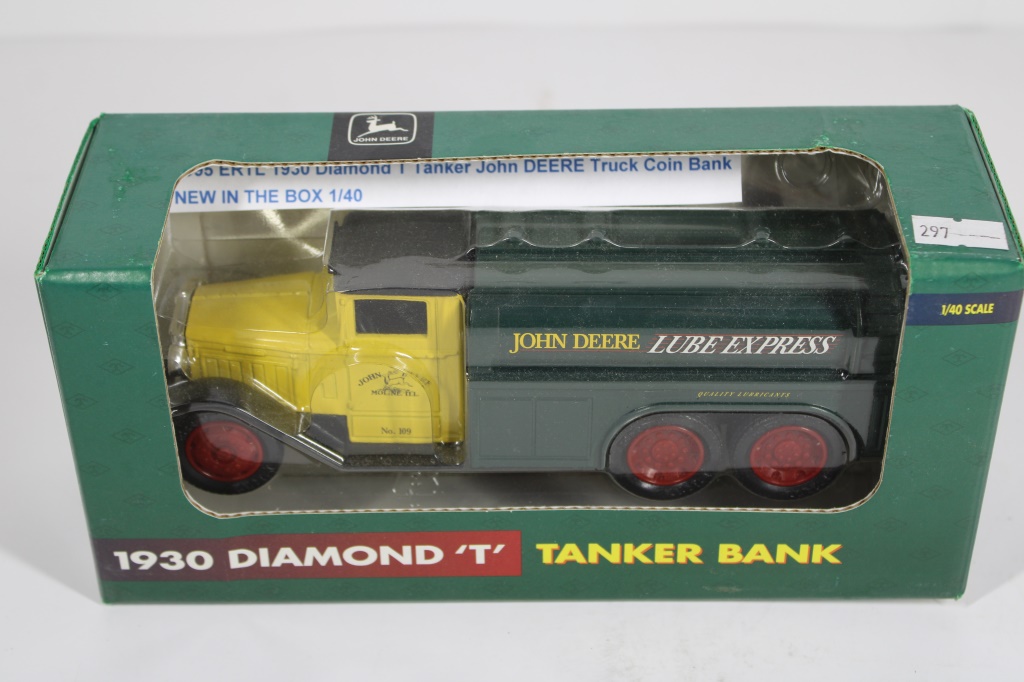 JOHN DEERE
ERTL 1930 Diamond T Tanker John DEERE Truck Coin Bank
NEW IN THE BOX 1/40
297
1/40 SCALE
JOHN DEERE LUBE EXPRESS
QUALITY LUBRICANTS
JOHN
MOLINE, ILL.
No. 109
1930 DIAMOND 'T' TANKER BANK